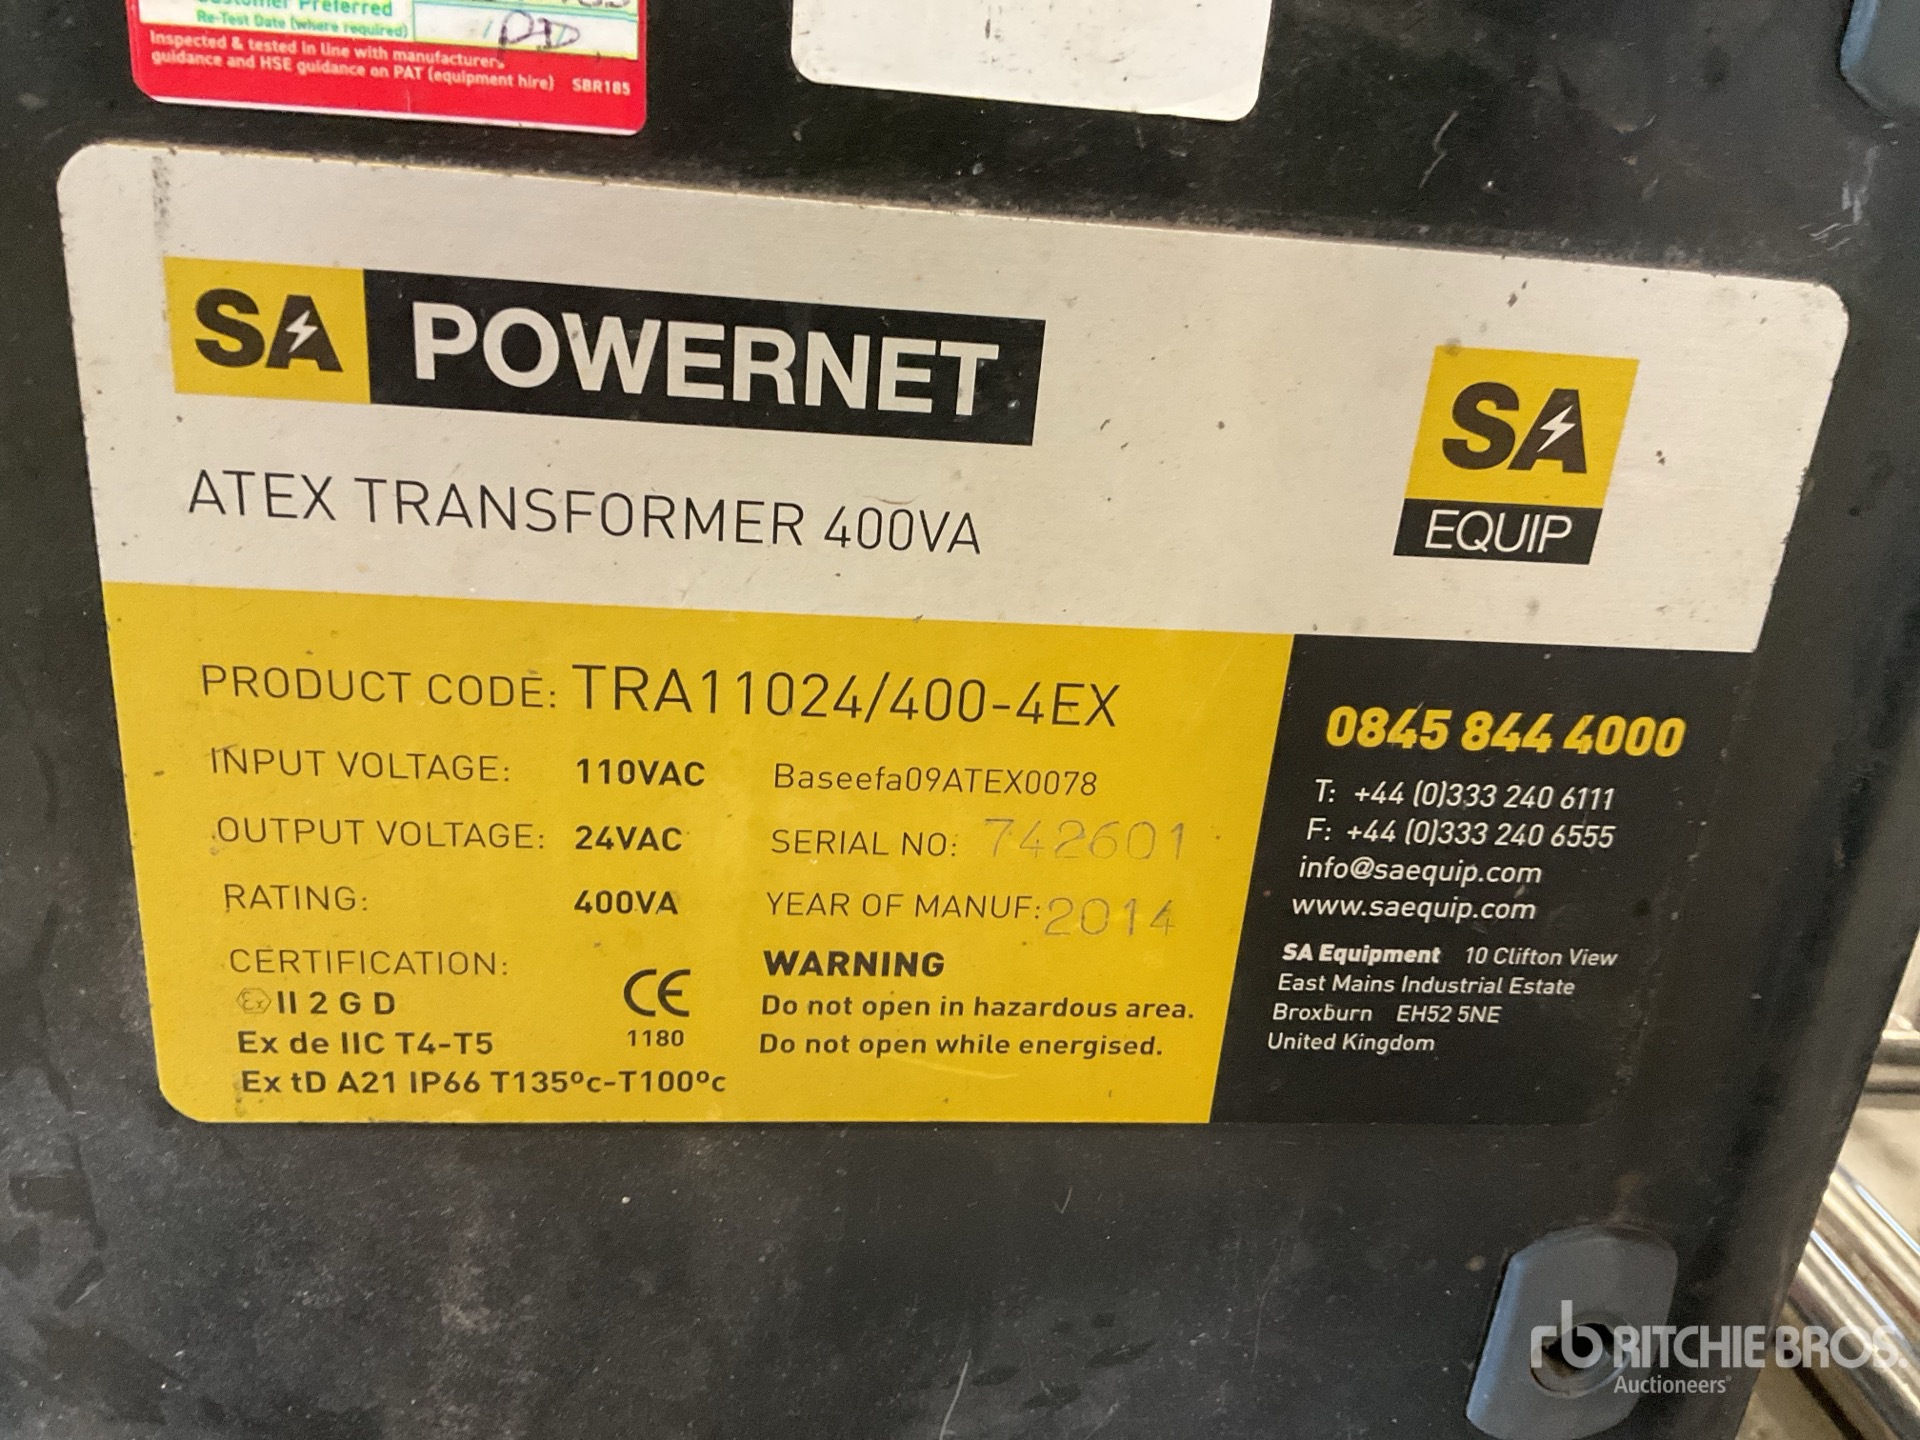 Customer Preferred
Re-Test Date (where required)
Inspected & tested in line with manufacturers
guidance and HSE guidance on PAT (equipment hire) SBR185
SA POWERNET
ATEX TRANSFORMER 400VA
SA
EQUIP
PRODUCT CODE: TRA11024/400-4EX
INPUT VOLTAGE: 110VAC Baseefa09ATEX0078
OUTPUT VOLTAGE: 24VAC SERIAL NO: 742601
RATING: 400VA YEAR OF MANUF: 2014
CERTIFICATION:
Ex II 2 G D
Ex de IIC T4-T5
Ex tD A21 IP66 T135ºc-T100ºc
CE
1180
WARNING
Do not open in hazardous area.
Do not open while energised.
0845 844 4000
T: +44 (0)333 240 6111
F: +44 (0)333 240 6555
info@saequip.com
www.saequip.com
SA Equipment 10 Clifton View
East Mains Industrial Estate
Broxburn EH52 5NE
United Kingdom
rb RITCHIE BROS.
Auctioneers